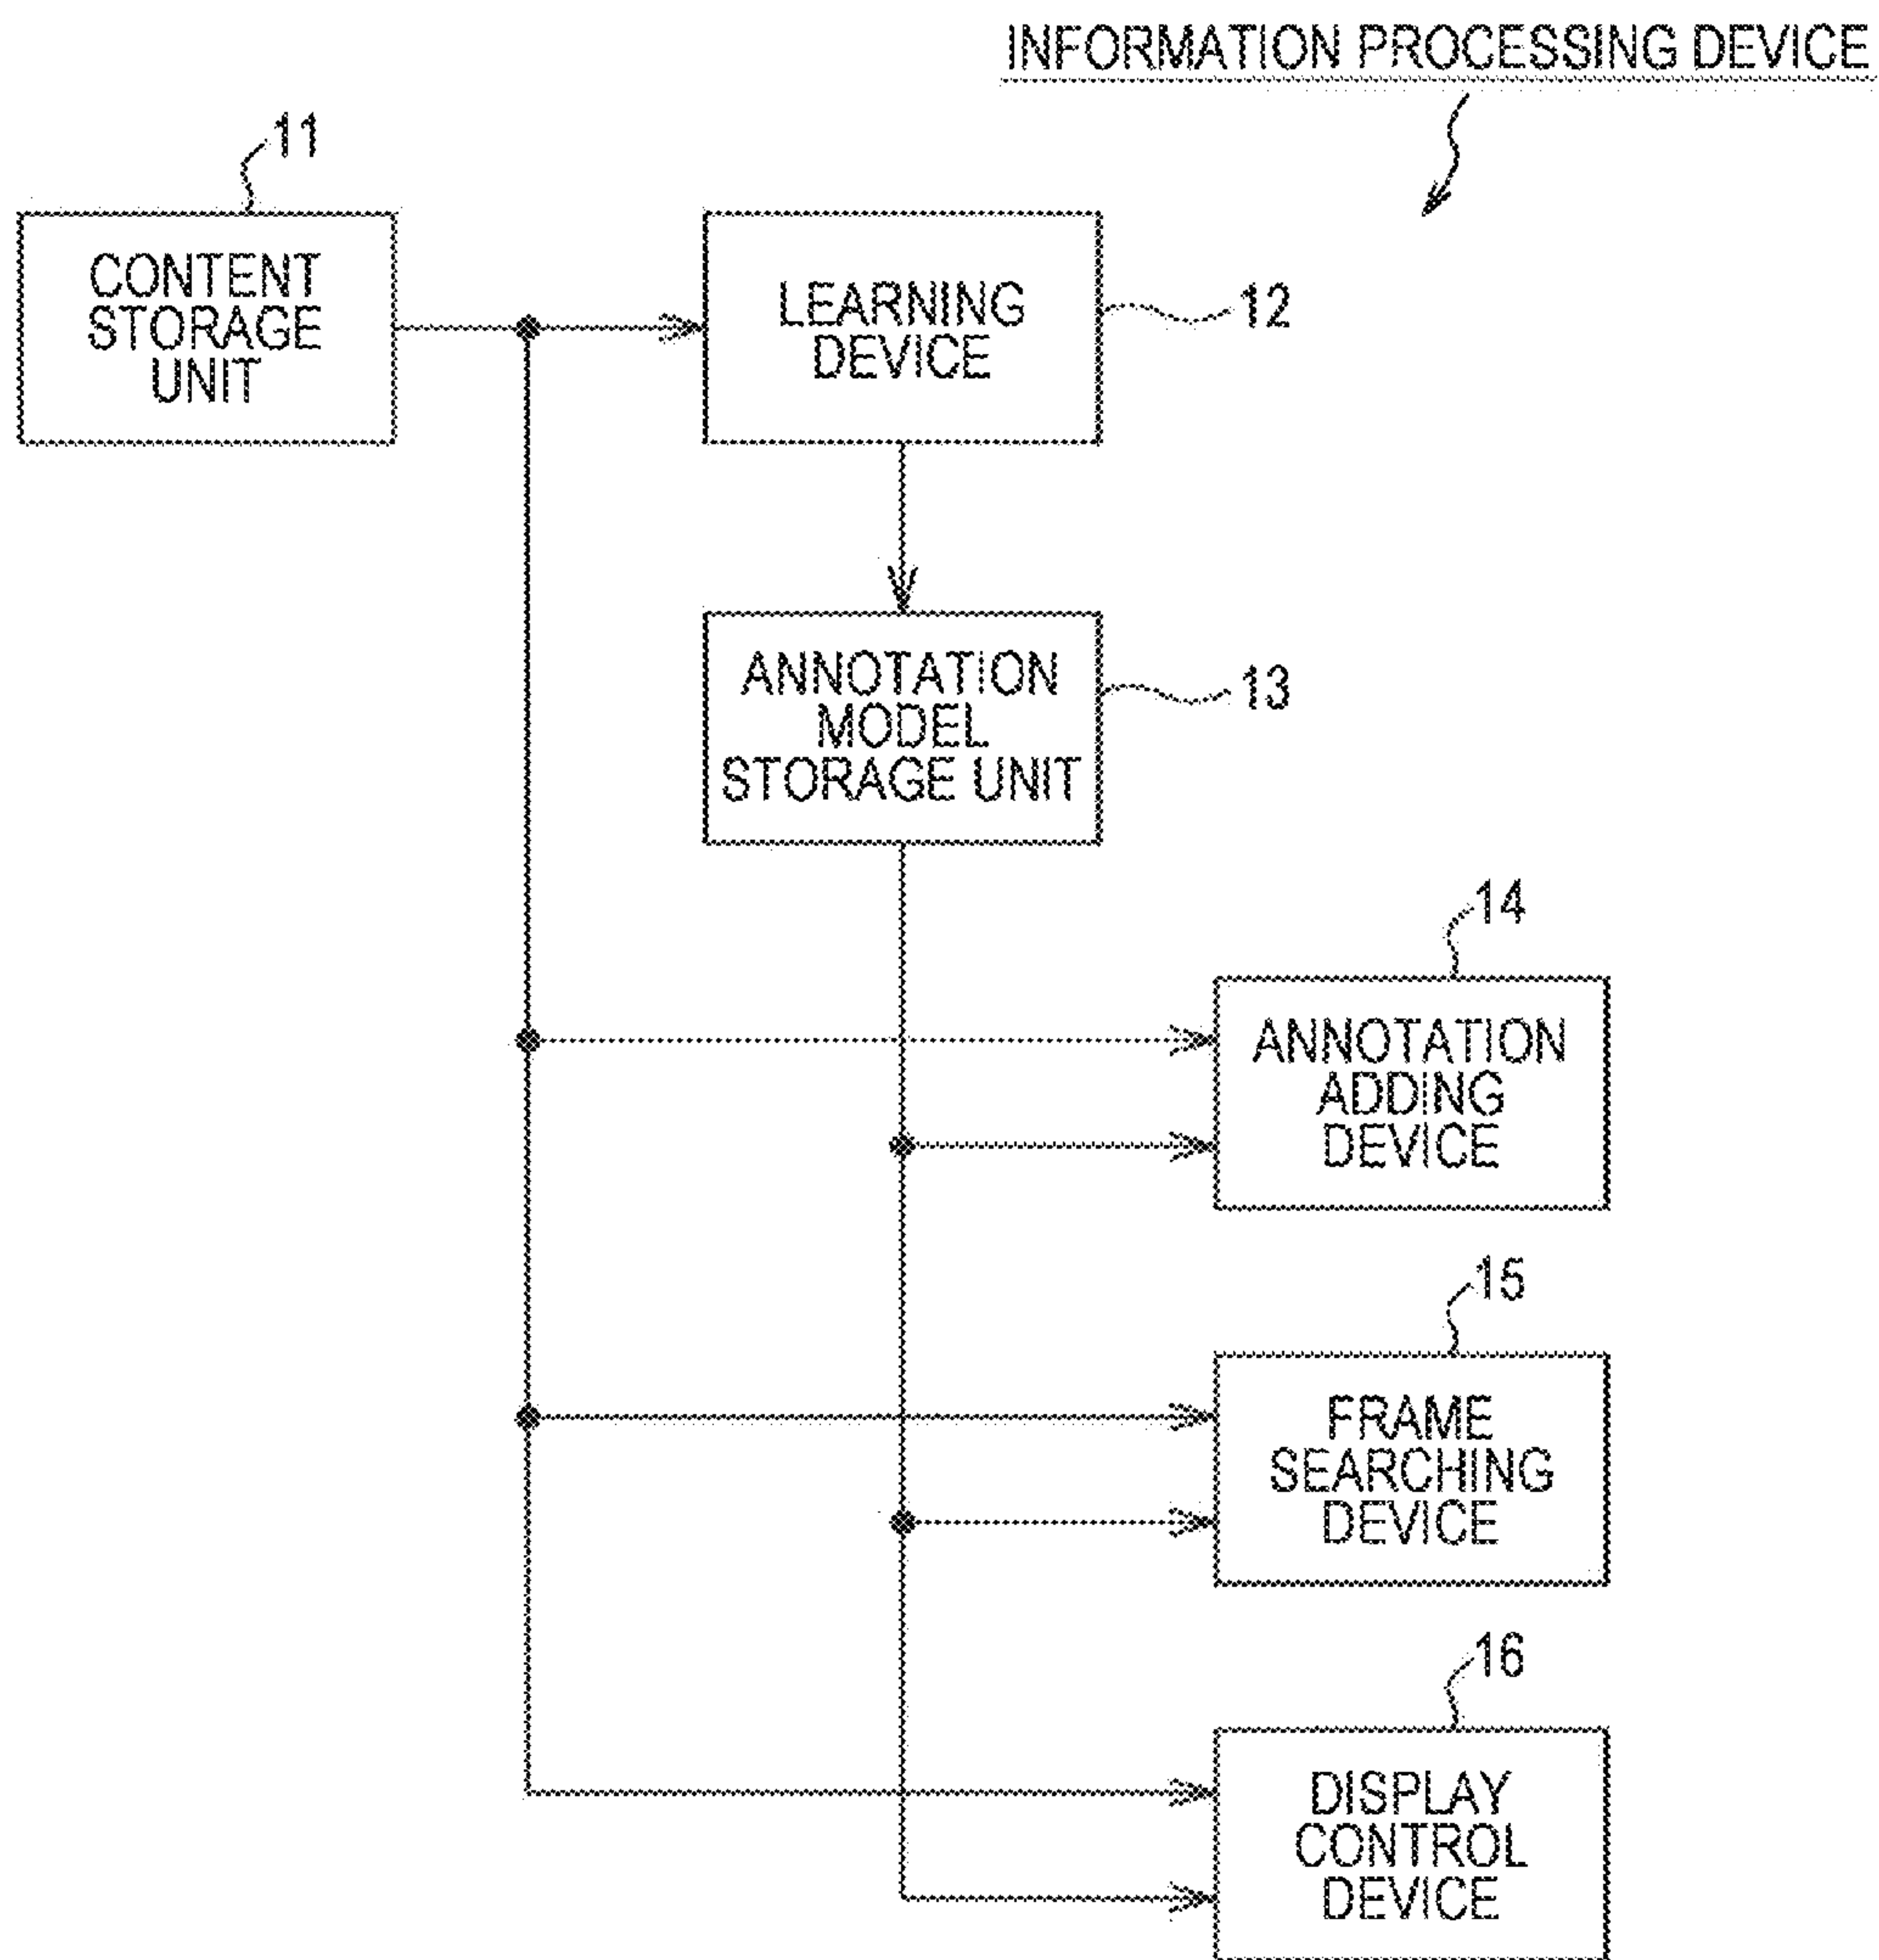 INFORMATION PROCESSING DEVICE
11
CONTENT
STORAGE
UNIT
LEARNING
DEVICE
12
ANNOTATION
MODEL
STORAGE UNIT
13
14
ANNOTATION
ADDING
DEVICE
15
FRAME
SEARCHING
DEVICE
16
DISPLAY
CONTROL
DEVICE